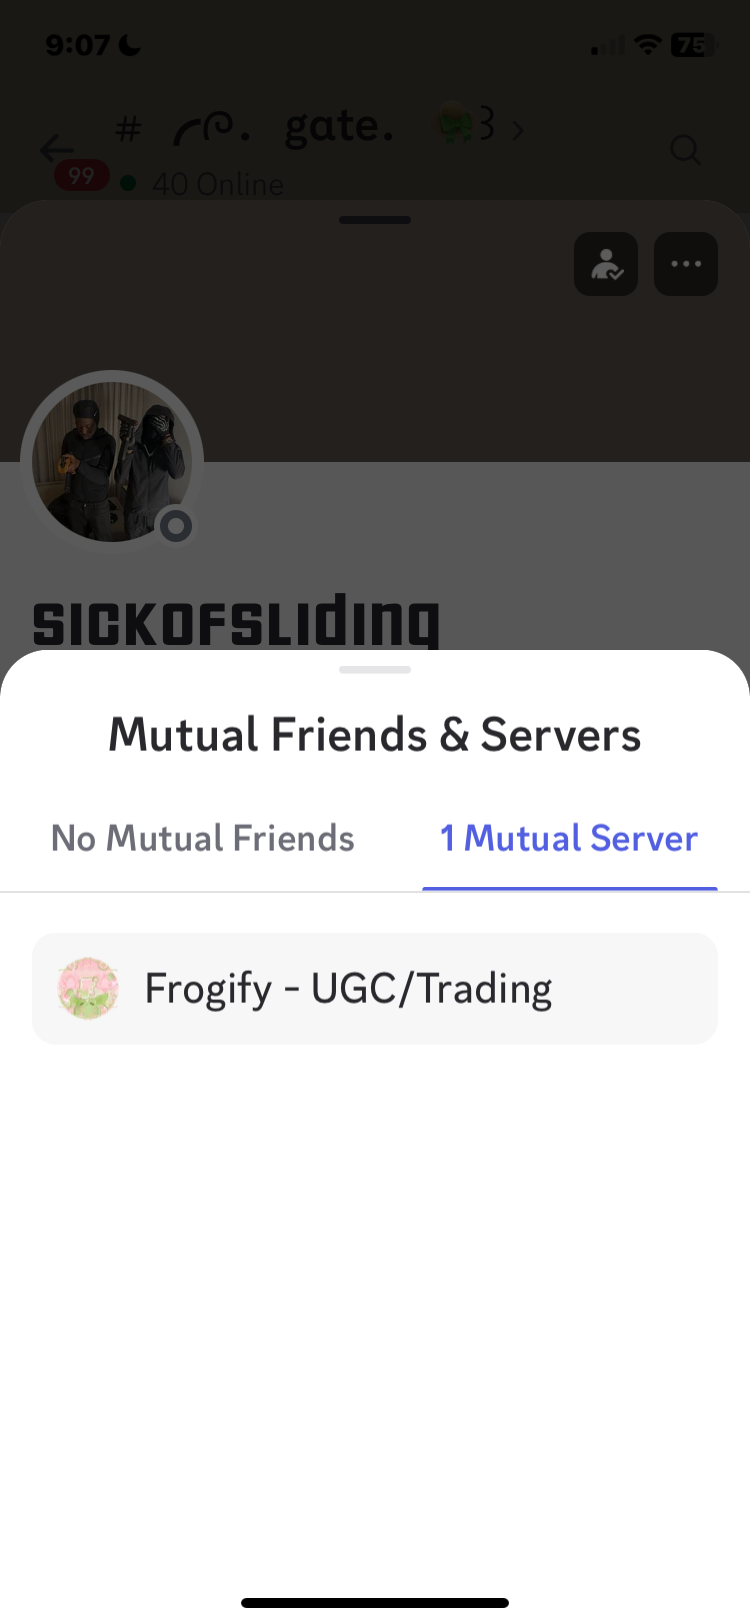 9:07
75
# gate.
99
40 Online
sickofsliding
Mutual Friends & Servers
No Mutual Friends
1 Mutual Server
Frogify - UGC/Trading